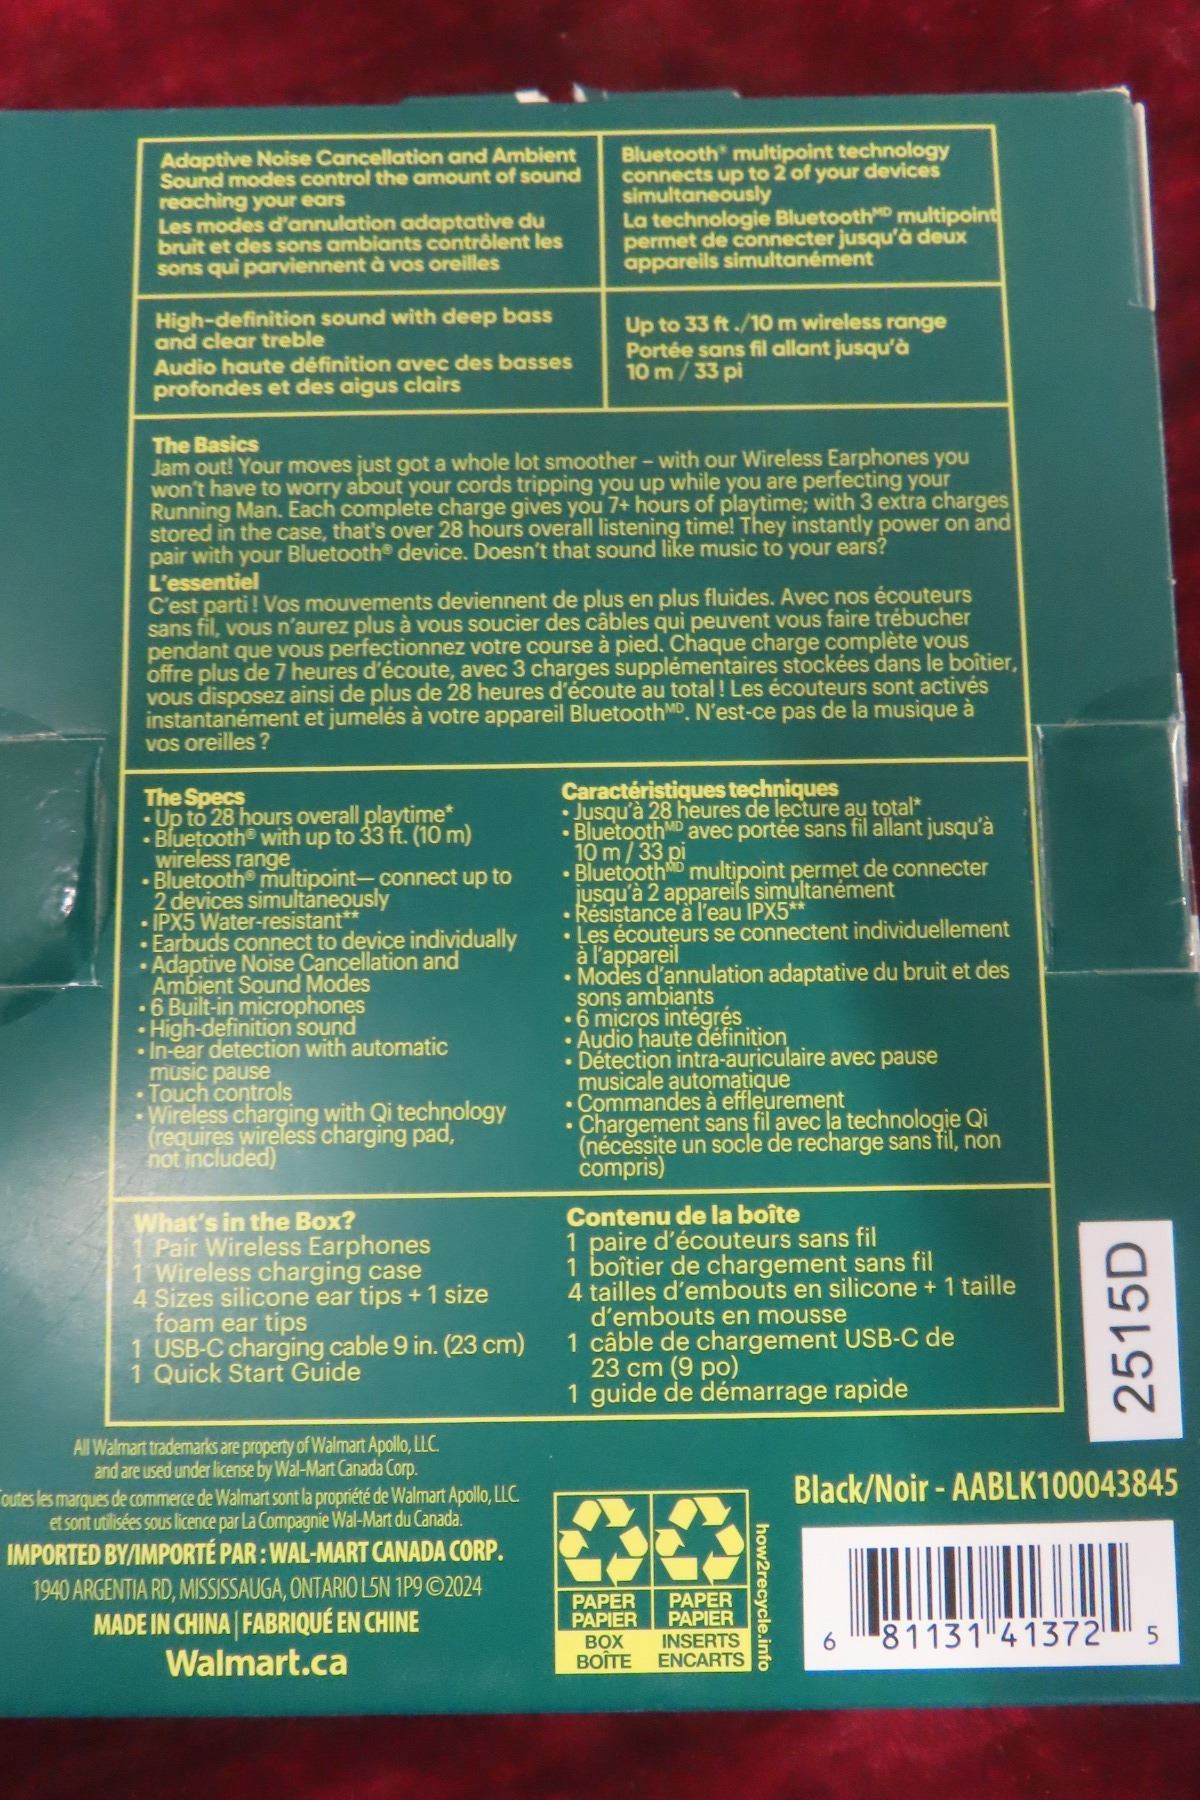 Adaptive Noise Cancellation and Ambient
Sound modes control the amount of sound
reaching your ears
Les modes d'annulation adaptative du
bruit et des sons ambiants contrôlent les
sons qui parviennent à vos oreilles
Bluetooth® multipoint technology
connects up to 2 of your devices
simultaneously
La technologie Bluetoothᴹᴰ multipoint
permet de connecter jusqu'à deux
appareils simultanément
High-definition sound with deep bass
and clear treble
Audio haute définition avec des basses
profondes et des aigus clairs
Up to 33 ft./10 m wireless range
Portée sans fil allant jusqu'à
10 m / 33 pi
The Basics
Jam out! Your moves just got a whole lot smoother – with our Wireless Earphones you
won't have to worry about your cords tripping you up while you are perfecting your
Running Man. Each complete charge gives you 7+ hours of playtime; with 3 extra charges
stored in the case, that's over 28 hours overall listening time! They instantly power on and
pair with your Bluetooth® device. Doesn't that sound like music to your ears?
L'essentiel
C'est parti ! Vos mouvements deviennent de plus en plus fluides. Avec nos écouteurs
sans fil, vous n'aurez plus à vous soucier des câbles qui peuvent vous faire trébucher
pendant que vous perfectionnez votre course à pied. Chaque charge complète vous
offre plus de 7 heures d'écoute, avec 3 charges supplémentaires stockées dans le boîtier,
vous disposez ainsi de plus de 28 heures d'écoute au total ! Les écouteurs sont activés
instantanément et jumelés à votre appareil Bluetoothᴹᴰ. N'est-ce pas de la musique à
vos oreilles ?
The Specs
• Up to 28 hours overall playtime*
• Bluetooth® with up to 33 ft. (10 m)
wireless range
• Bluetooth® multipoint— connect up to
2 devices simultaneously
• IPX5 Water-resistant**
• Earbuds connect to device individually
• Adaptive Noise Cancellation and
Ambient Sound Modes
• 6 Built-in microphones
• High-definition sound
• In-ear detection with automatic
music pause
• Touch controls
• Wireless charging with Qi technology
(requires wireless charging pad,
not included)
Caractéristiques techniques
• Jusqu'à 28 heures de lecture au total*
• Bluetoothᴹᴰ avec portée sans fil allant jusqu'à
10 m / 33 pi
• Bluetoothᴹᴰ multipoint permet de connecter
jusqu'à 2 appareils simultanément
• Résistance à l'eau IPX5**
• Les écouteurs se connectent individuellement
à l'appareil
• Modes d'annulation adaptative du bruit et des
sons ambiants
• 6 micros intégrés
• Audio haute définition
• Détection intra-auriculaire avec pause
musicale automatique
• Commandes à effleurement
• Chargement sans fil avec la technologie Qi
(nécessite un socle de recharge sans fil, non
compris)
What's in the Box?
1 Pair Wireless Earphones
1 Wireless charging case
4 Sizes silicone ear tips + 1 size
foam ear tips
1 USB-C charging cable 9 in. (23 cm)
1 Quick Start Guide
Contenu de la boîte
1 paire d'écouteurs sans fil
1 boîtier de chargement sans fil
4 tailles d'embouts en silicone + 1 taille
d'embouts en mousse
1 câble de chargement USB-C de
23 cm (9 po)
1 guide de démarrage rapide
2515D
All Walmart trademarks are property of Walmart Apollo, LLC.
and are used under license by Wal-Mart Canada Corp.
Toutes les marques de commerce de Walmart sont la propriété de Walmart Apollo, LLC.
et sont utilisées sous licence par La Compagnie Wal-Mart du Canada.
IMPORTED BY/IMPORTÉ PAR : WAL-MART CANADA CORP.
1940 ARGENTIA RD, MISSISSAUGA, ONTARIO L5N 1P9 ©2024
MADE IN CHINA | FABRIQUÉ EN CHINE
Walmart.ca
PAPER
PAPIER
BOX
BOÎTE
PAPER
PAPIER
INSERTS
ENCARTS
how2recycle.info
Black/Noir - AABLK100043845
6 81131 41372 5